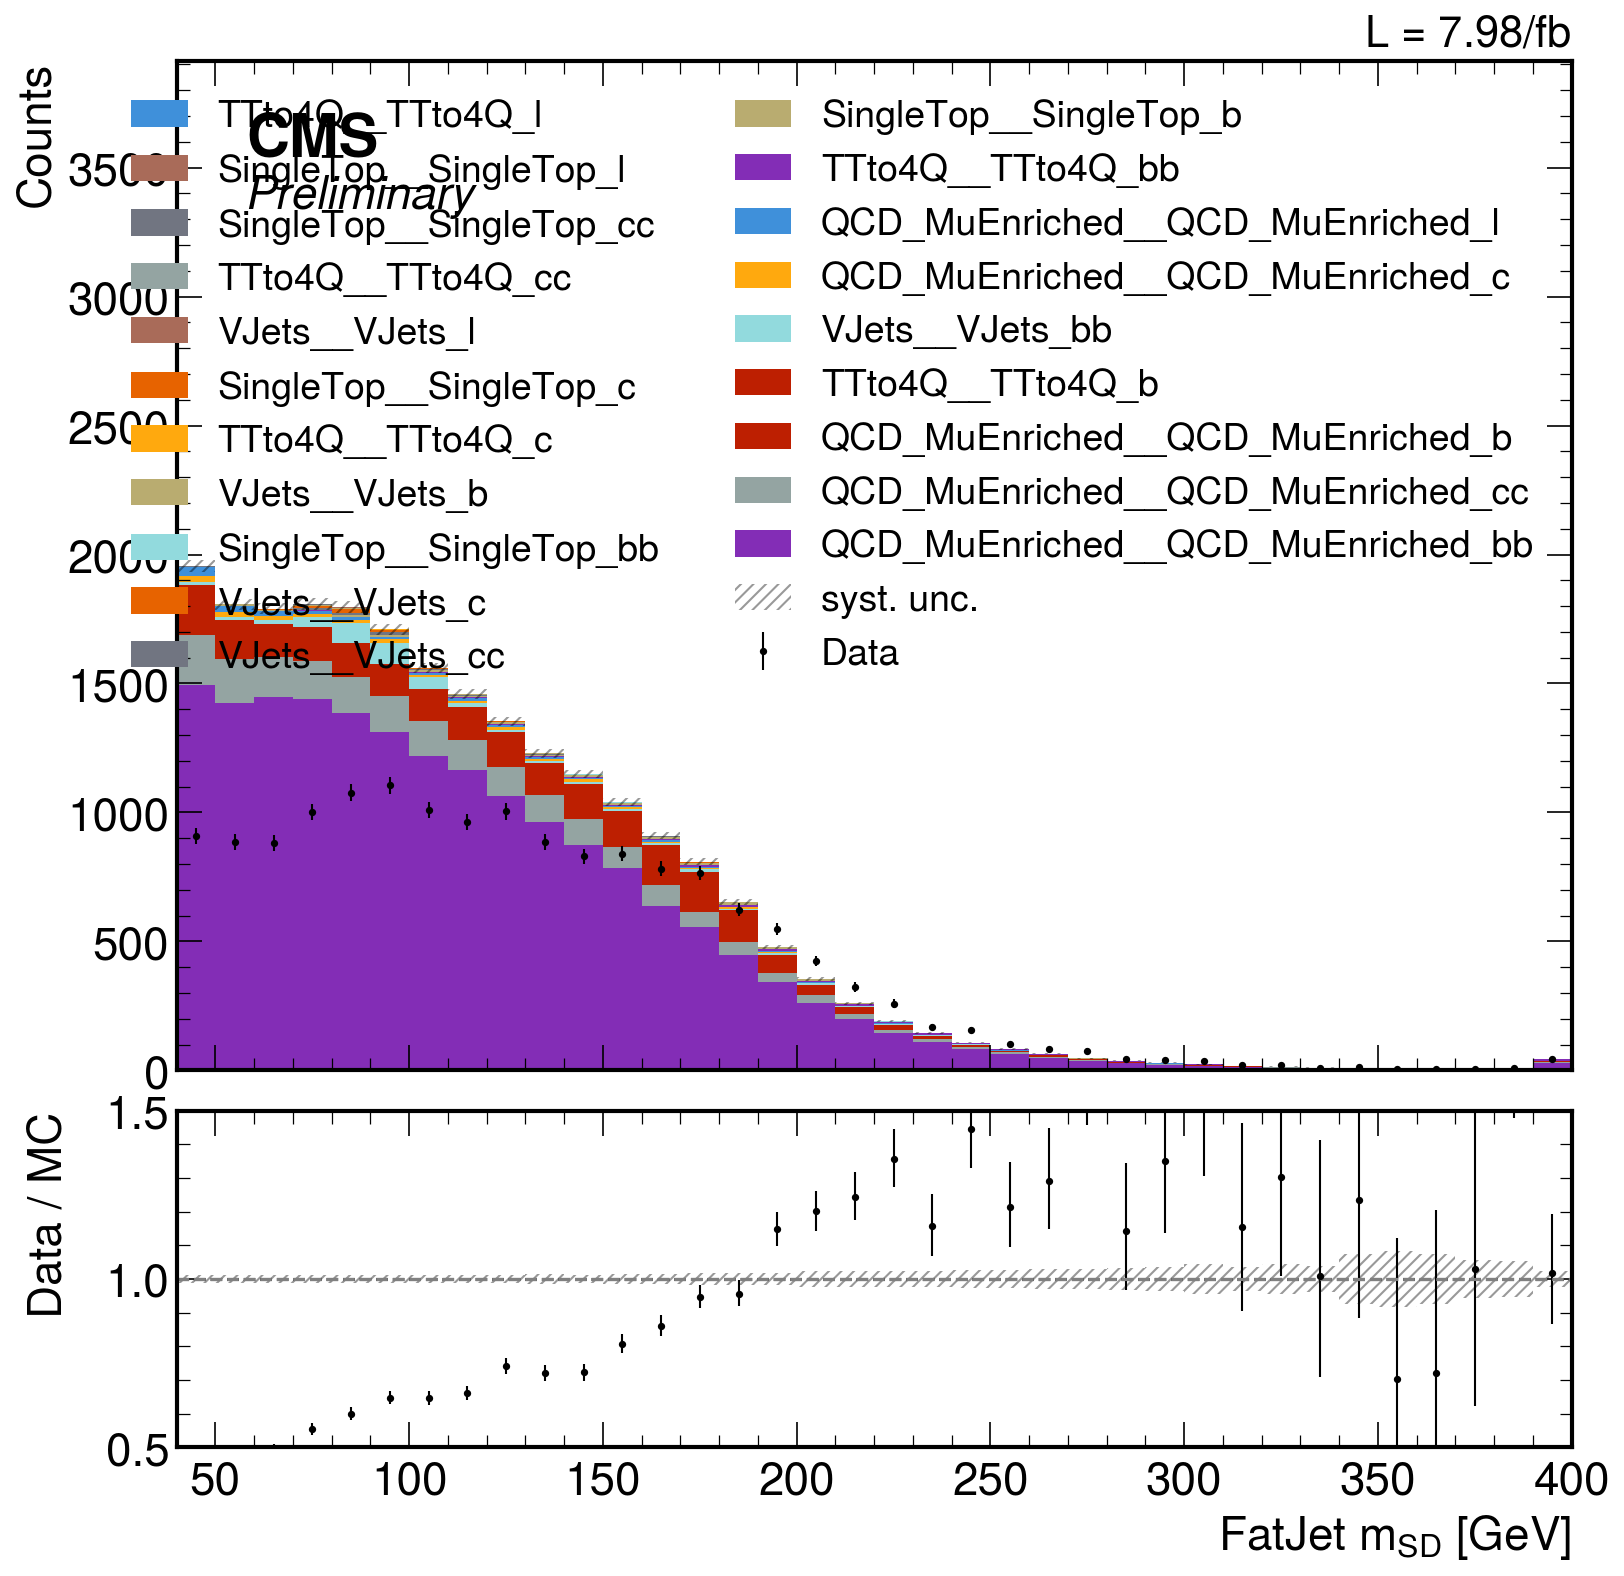 L = 7.98/fb
Counts
CMS
Preliminary
TTto4Q__TTto4Q_l
SingleTop__SingleTop_l
SingleTop__SingleTop_cc
TTto4Q__TTto4Q_cc
VJets__VJets_l
SingleTop__SingleTop_c
TTto4Q__TTto4Q_c
VJets__VJets_b
SingleTop__SingleTop_bb
VJets__VJets_c
VJets__VJets_cc
SingleTop__SingleTop_b
TTto4Q__TTto4Q_bb
QCD_MuEnriched__QCD_MuEnriched_l
QCD_MuEnriched__QCD_MuEnriched_c
VJets__VJets_bb
TTto4Q__TTto4Q_b
QCD_MuEnriched__QCD_MuEnriched_b
QCD_MuEnriched__QCD_MuEnriched_cc
QCD_MuEnriched__QCD_MuEnriched_bb
syst. unc.
Data
3500
3000
2500
2000
1500
1000
500
0
Data / MC
1.5
1.0
0.5
50 100 150 200 250 300 350 400
FatJet m_SD [GeV]